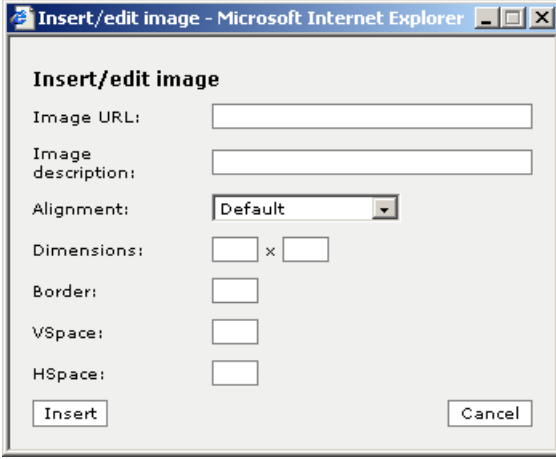 Insert/edit image - Microsoft Internet Explorer
Insert/edit image
Image URL:
Image
description:
Alignment: Default
Dimensions: x
Border:
VSpace:
HSpace:
Insert Cancel